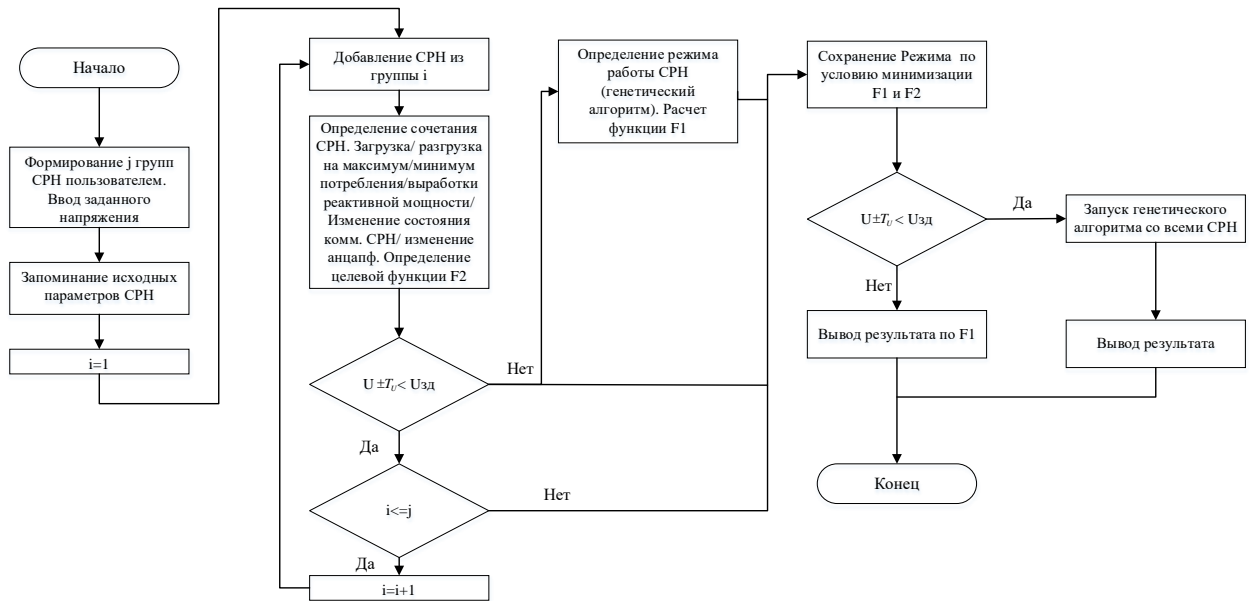 Начало
Формирование j групп
СРН пользователем.
Ввод заданного
напряжения
Запоминание исходных
параметров СРН
i=1
Добавление СРН из
группы i
Определение сочетания
СРН. Загрузка/ разгрузка
на максимум/минимум
потребления/выработки
реактивной мощности/
Изменение состояния
комм. СРН/ изменение
анцапф. Определение
целевой функции F2
U ±T_U < Uзд
Нет
Да
i<=j
Нет
Да
i=i+1
Определение режима
работы СРН
(генетический
алгоритм). Расчет
функции F1
Сохранение Режима по
условию минимизации
F1 и F2
U ±T_U < Uзд
Да
Нет
Запуск генетического
алгоритма со всеми СРН
Вывод результата по F1
Вывод результата
Конец